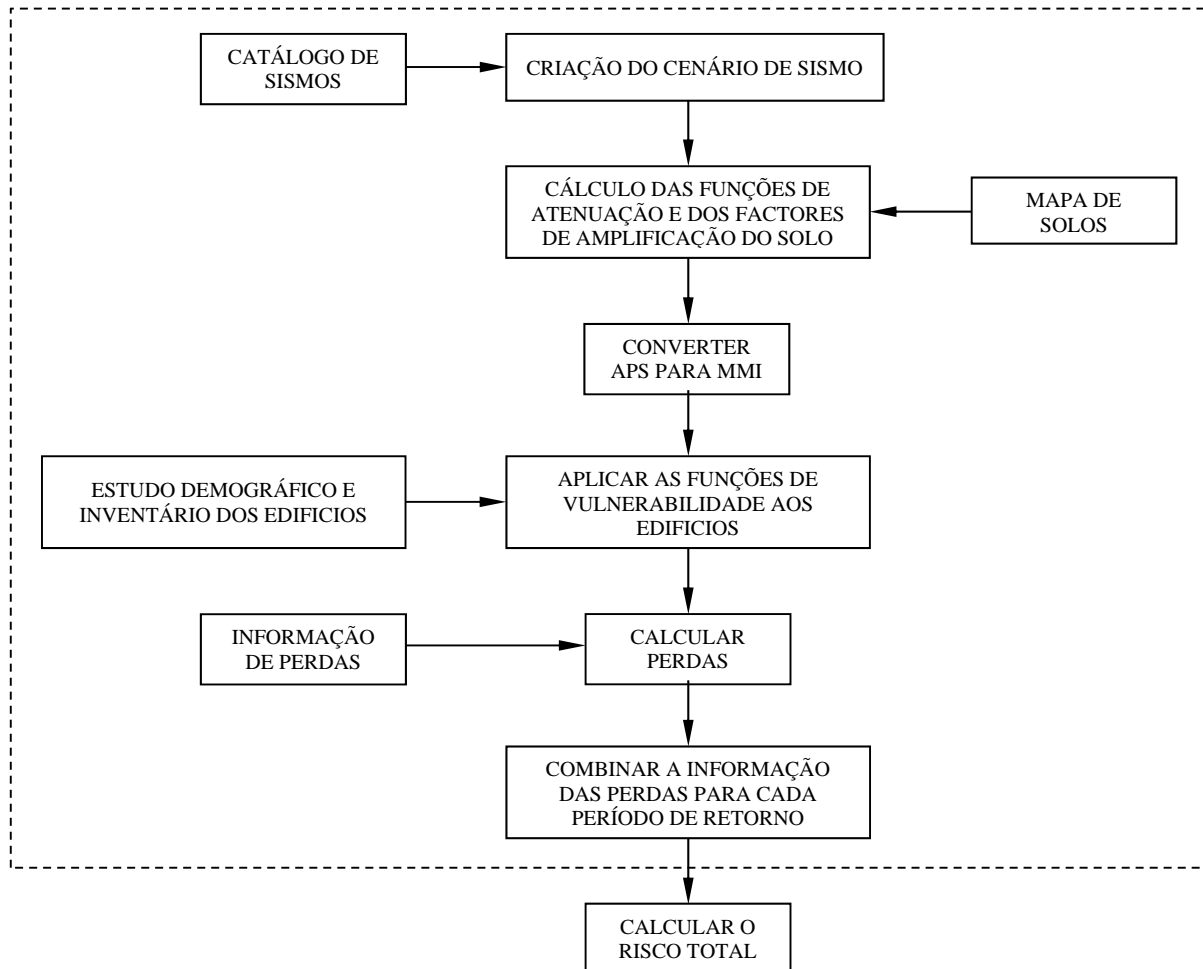 CATÁLOGO DE
SISMOS
CRIAÇÃO DO CENÁRIO DE SISMO
CÁLCULO DAS FUNÇÕES DE
ATENUAÇÃO E DOS FACTORES
DE AMPLIFICAÇÃO DO SOLO
MAPA DE
SOLOS
CONVERTER
APS PARA MMI
ESTUDO DEMOGRÁFICO E
INVENTÁRIO DOS EDIFICIOS
APLICAR AS FUNÇÕES DE
VULNERABILIDADE AOS
EDIFICIOS
INFORMAÇÃO
DE PERDAS
CALCULAR
PERDAS
COMBINAR A INFORMAÇÃO
DAS PERDAS PARA CADA
PERÍODO DE RETORNO
CALCULAR O
RISCO TOTAL